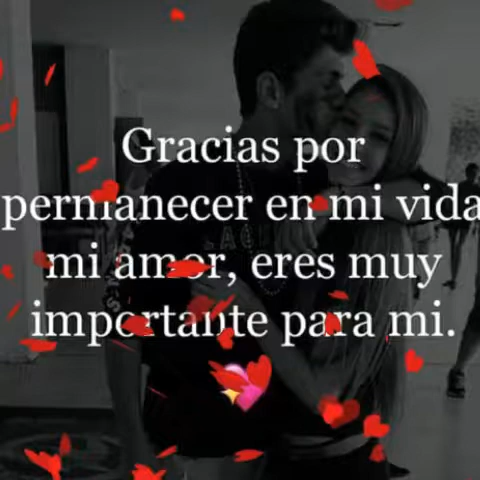 Gracias por
permanecer en mi vida
mi amor, eres muy
importante para mi.